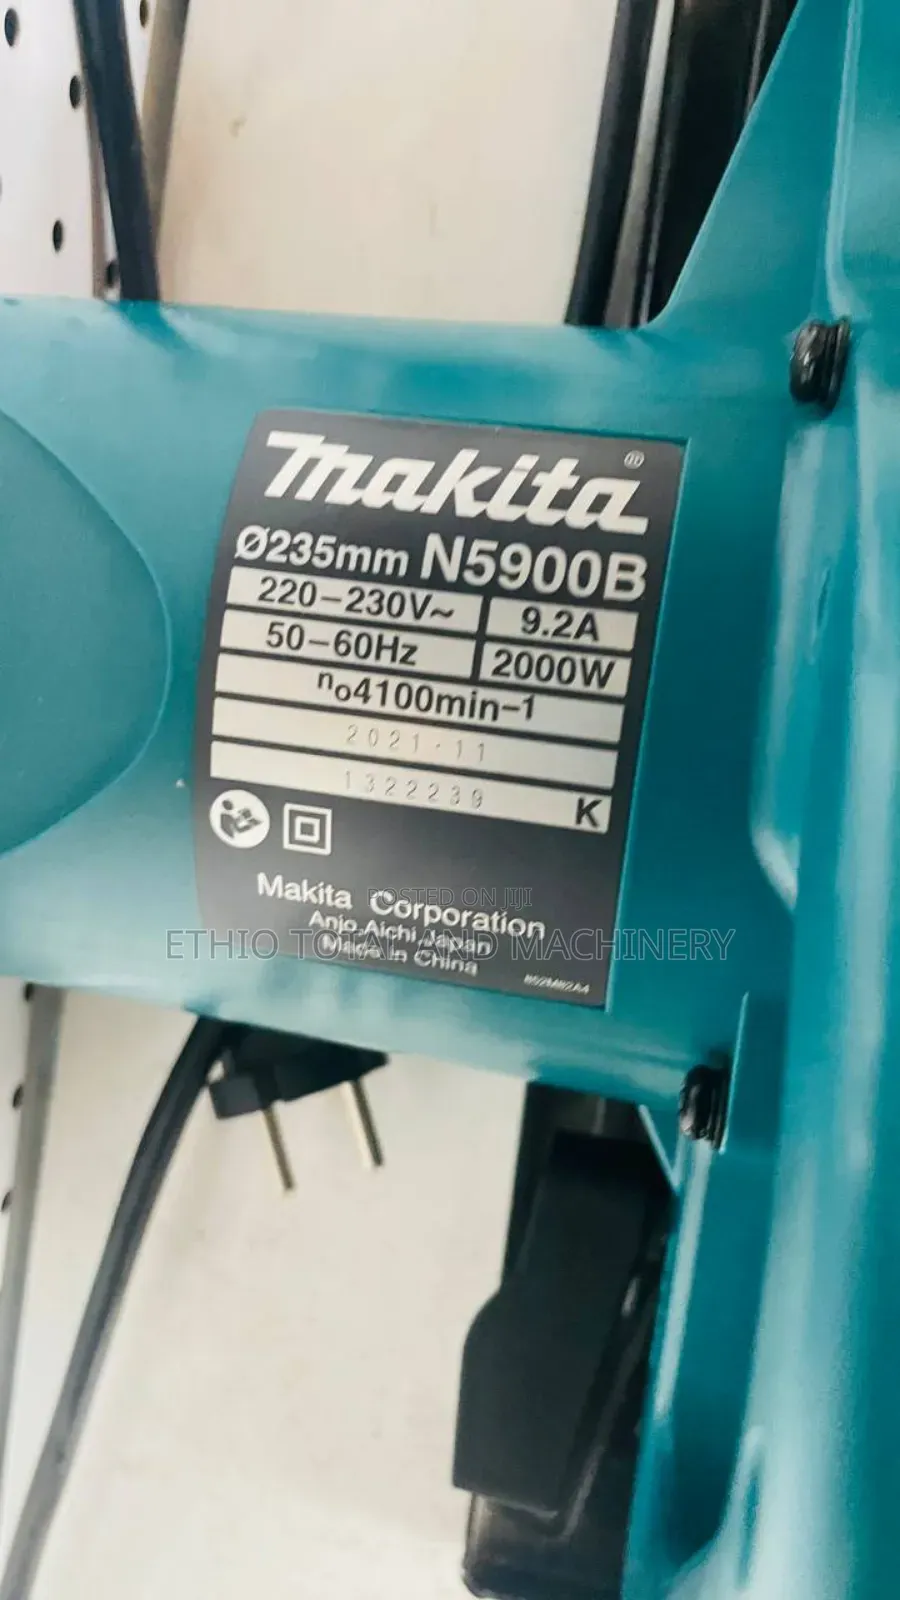 makita®
Ø235mm N5900B
220-230V~ 9.2A
50-60Hz 2000W
no4100min-1
2021.11
1322239 K
Makita Corporation
POSTED ON JIJI
Anjo,Aichi,Japan
ETHIO TOTAL AND MACHINERY
Made in China